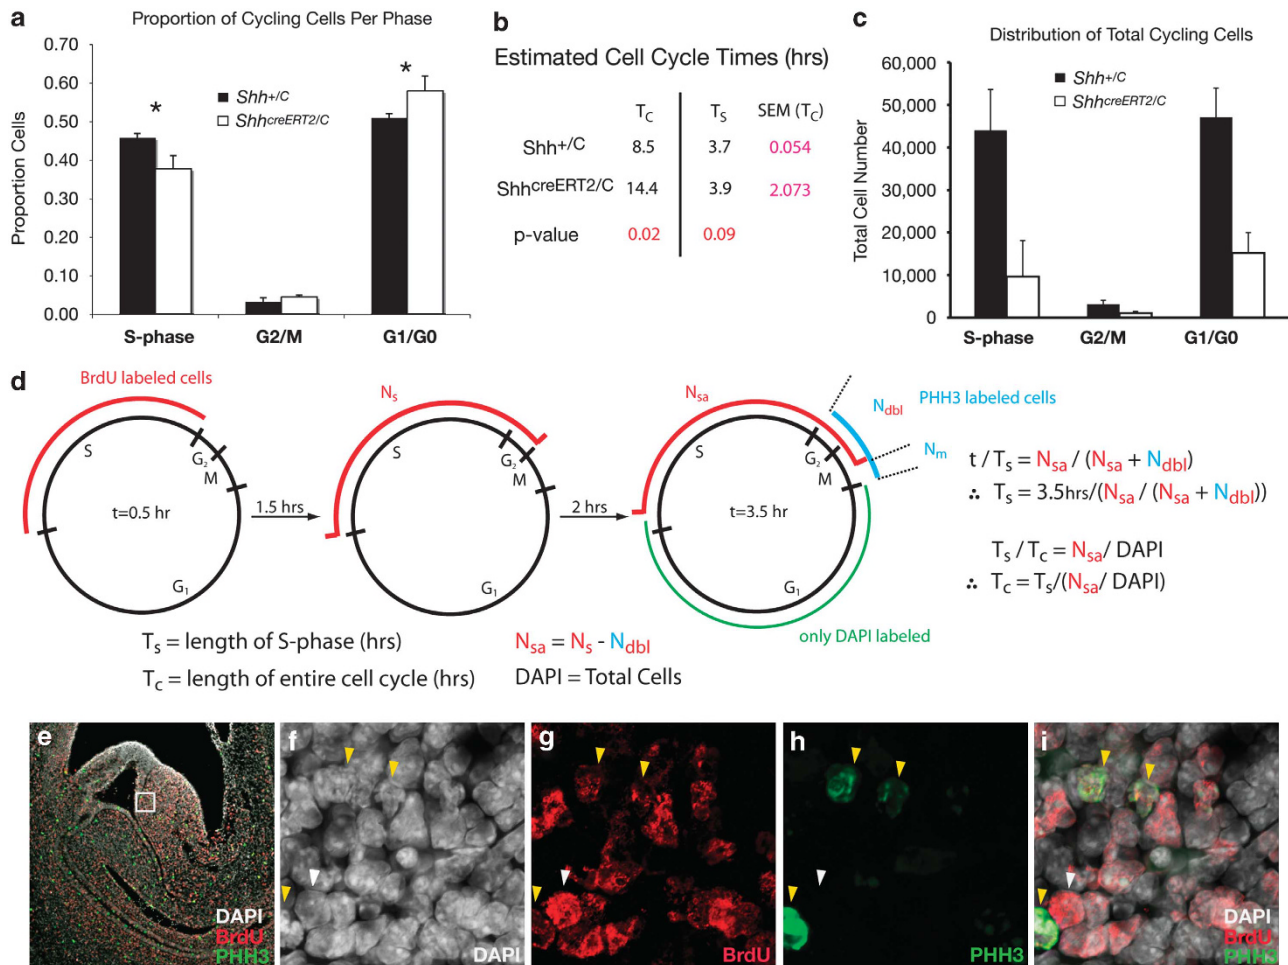 a
Proportion of Cycling Cells Per Phase
0.70
0.60
0.50
0.40
0.30
0.20
0.10
0.00
Proportion Cells
*
*
Shh+/C
ShhcreERT2/C
S-phase G2/M G1/G0
b
Estimated Cell Cycle Times (hrs)
TC TS SEM (TC)
Shh+/C 8.5 3.7 0.054
ShhcreERT2/C 14.4 3.9 2.073
p-value 0.02 0.09
c
Distribution of Total Cycling Cells
60,000
50,000
40,000
30,000
20,000
10,000
0
Total Cell Number
Shh+/C
ShhcreERT2/C
S-phase G2/M G1/G0
d
BrdU labeled cells
S
G2
M
t=0.5 hr
G1
1.5 hrs
Ns
S
G2
M
G1
2 hrs
Nsa
Ndbl
PHH3 labeled cells
Nm
S
G2
M
t=3.5 hr
G1
only DAPI labeled
t / Ts = Nsa / (Nsa + Ndbl)
∴ Ts = 3.5hrs/(Nsa / (Nsa + Ndbl))
Ts / Tc = Nsa/ DAPI
∴ Tc = Ts/(Nsa/ DAPI)
Ts = length of S-phase (hrs)
Tc = length of entire cell cycle (hrs)
Nsa = Ns - Ndbl
DAPI = Total Cells
e
DAPI
BrdU
PHH3
f
DAPI
g
BrdU
h
PHH3
i
DAPI
BrdU
PHH3